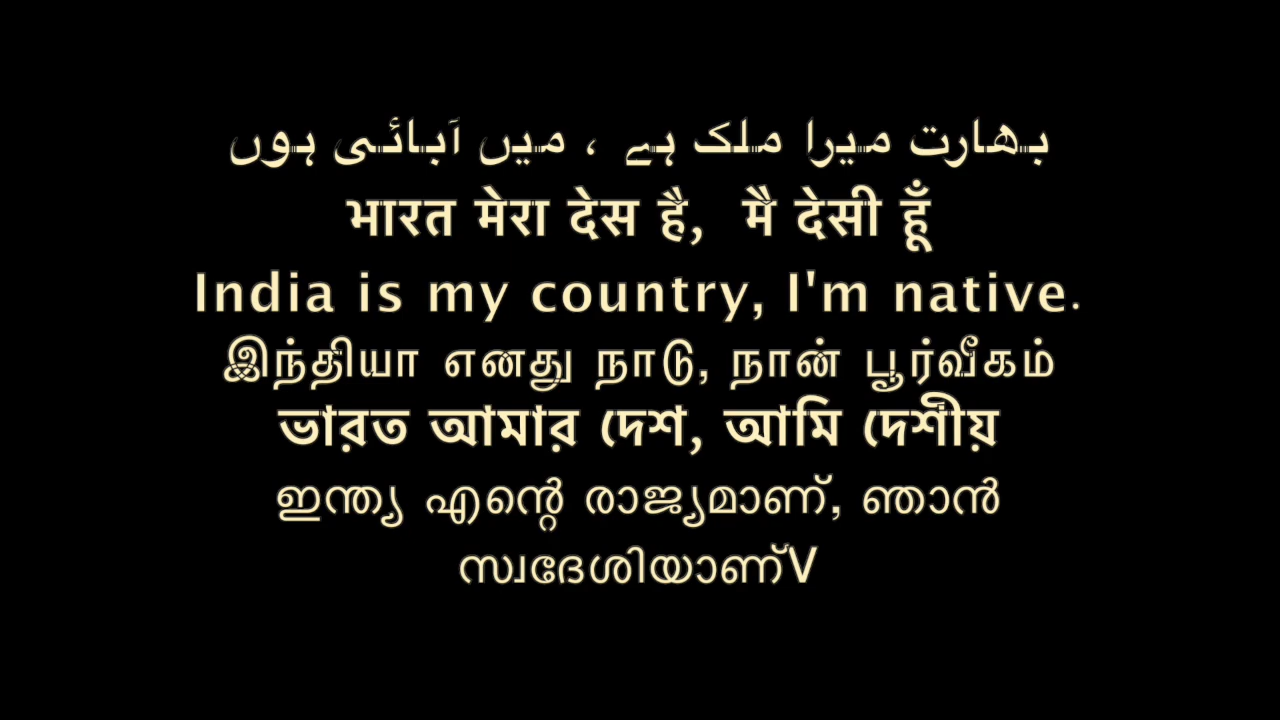 بھارت میرا ملک ہے ، میں آبائی ہوں
भारत मेरा देस है, मै देसी हूँ
India is my country, I'm native.
இந்தியா எனது நாடு, நான் பூர்வீகம்
ভারত আমার দেশ, আমি দেশীয়
ഇന്ത്യ എന്റെ രാജ്യമാണ്, ഞാൻ
സ്വദേശിയാണ്V